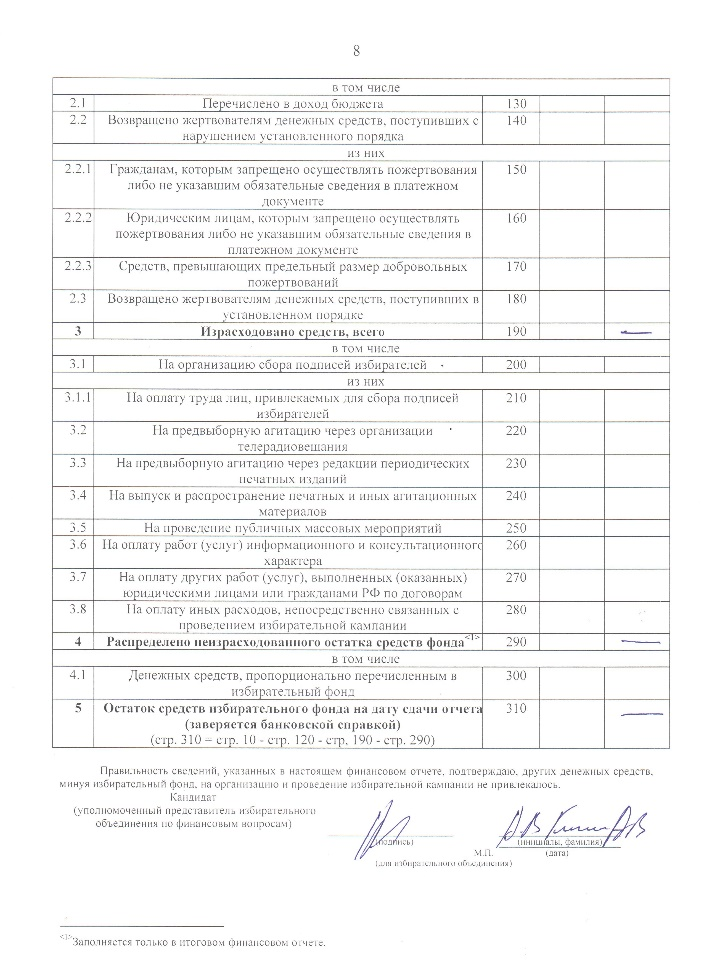 8
в том числе
2.1 Перечислено в доход бюджета 130
2.2 Возвращено жертвователям денежных средств, поступивших с 140
нарушением установленного порядка
из них
2.2.1 Гражданам, которым запрещено осуществлять пожертвования 150
либо не указавшим обязательные сведения в платежном
документе
2.2.2 Юридическим лицам, которым запрещено осуществлять 160
пожертвования либо не указавшим обязательные сведения в
платежном документе
2.2.3 Средств, превышающих предельный размер добровольных 170
пожертвований
2.3 Возвращено жертвователям денежных средств, поступивших в 180
установленном порядке
3 Израсходовано средств, всего 190 —
в том числе
3.1 На организацию сбора подписей избирателей 200
из них
3.1.1 На оплату труда лиц, привлекаемых для сбора подписей 210
избирателей
3.2 На предвыборную агитацию через организации 220
телерадиовещания
3.3 На предвыборную агитацию через редакции периодических 230
печатных изданий
3.4 На выпуск и распространение печатных и иных агитационных 240
материалов
3.5 На проведение публичных массовых мероприятий 250
3.6 На оплату работ (услуг) информационного и консультационного 260
характера
3.7 На оплату других работ (услуг), выполненных (оказанных) 270
юридическими лицами или гражданами РФ по договорам
3.8 На оплату иных расходов, непосредственно связанных с 280
проведением избирательной кампании
4 Распределено неизрасходованного остатка средств фонда<1> 290 —
в том числе
4.1 Денежных средств, пропорционально перечисленным в 300
избирательный фонд
5 Остаток средств избирательного фонда на дату сдачи отчета 310 —
(заверяется банковской справкой)
(стр. 310 = стр. 10 - стр. 120 - стр. 190 - стр. 290)
Правильность сведений, указанных в настоящем финансовом отчете, подтверждаю, других денежных средств,
минуя избирательный фонд, на организацию и проведение избирательной кампании не привлекалось.
Кандидат
(уполномоченный представитель избирательного
объединения по финансовым вопросам)
(подпись) (инициалы, фамилия)
М.П. (дата)
(для избирательного объединения)
<1>Заполняется только в итоговом финансовом отчете.